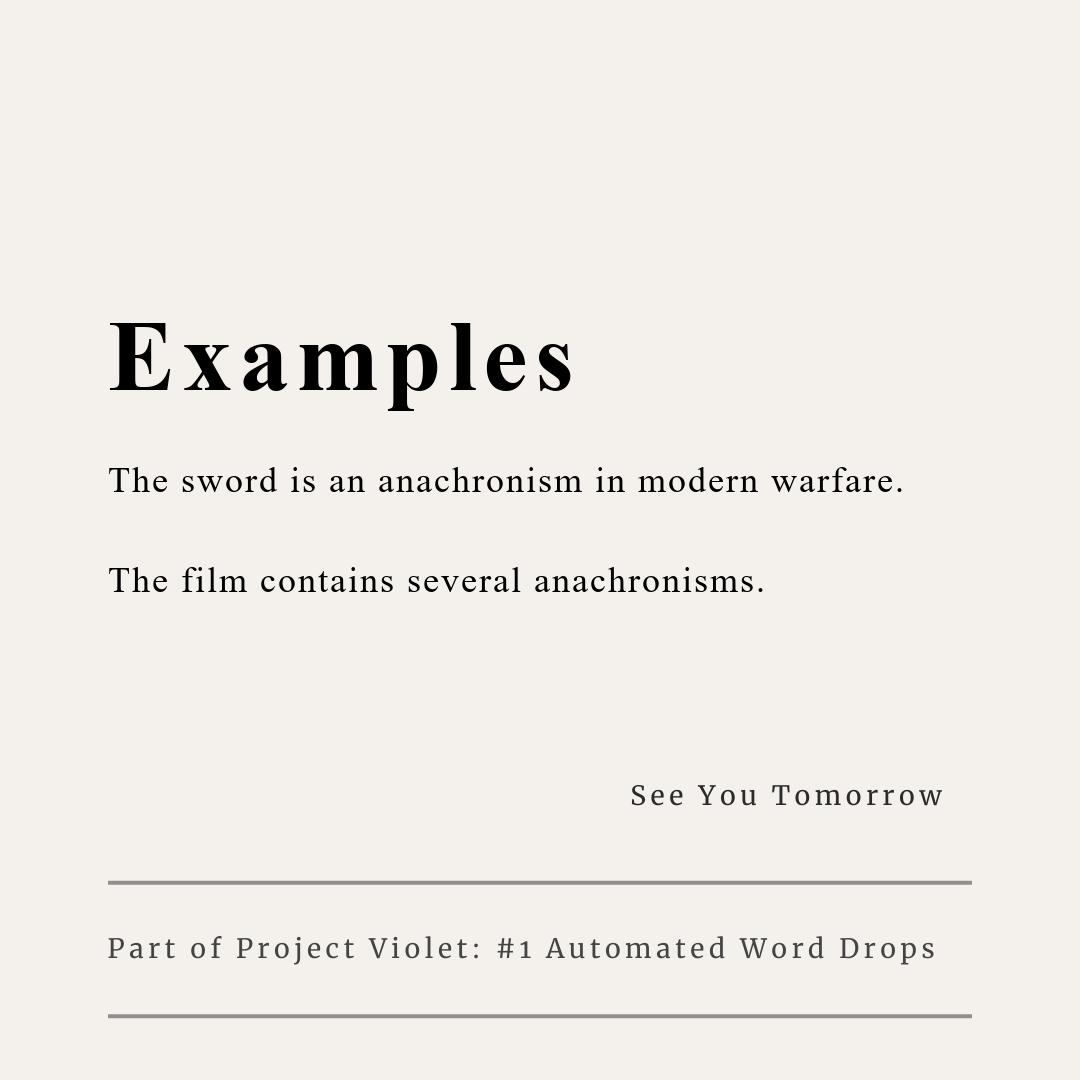 Examples
The sword is an anachronism in modern warfare.
The film contains several anachronisms.
See You Tomorrow
Part of Project Violet: #1 Automated Word Drops